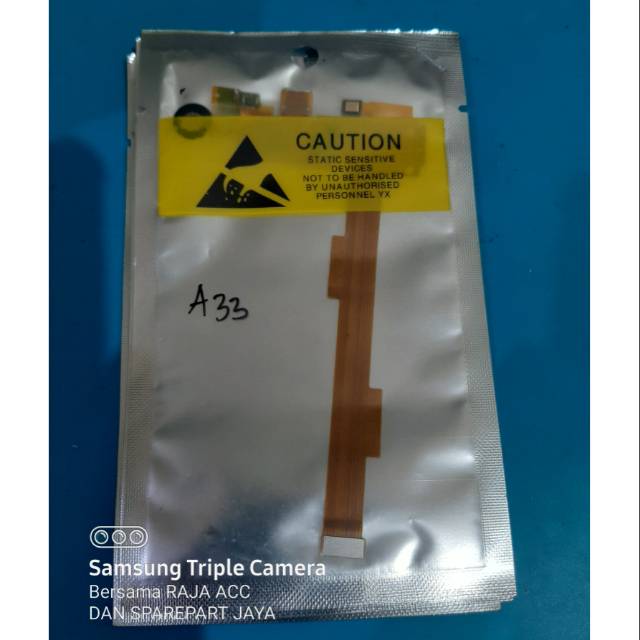 CAUTION
STATIC SENSITIVE
DEVICES
NOT TO BE HANDLED
BY UNAUTHORISED
PERSONNEL YX
A33
Samsung Triple Camera
Bersama RAJA ACC
DAN SPAREPART JAYA